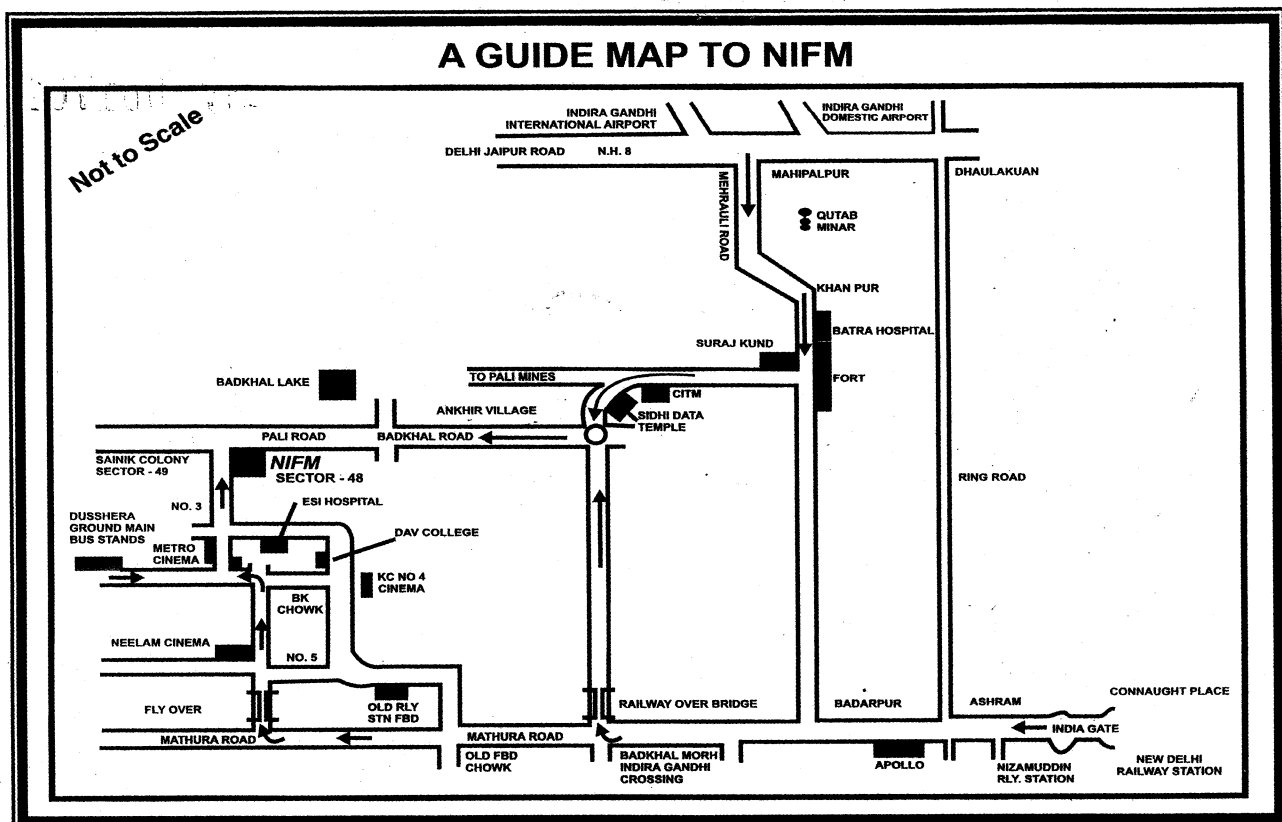 A GUIDE MAP TO NIFM
Not to Scale
INDIRA GANDHI
INTERNATIONAL AIRPORT
INDIRA GANDHI
DOMESTIC AIRPORT
DELHI JAIPUR ROAD N.H. 8
MEHRAULI ROAD
MAHIPALPUR
DHAULAKUAN
QUTAB
MINAR
KHAN PUR
BATRA HOSPITAL
SURAJ KUND
FORT
TO PALI MINES
CITM
BADKHAL LAKE
ANKHIR VILLAGE
SIDHI DATA
TEMPLE
PALI ROAD
BADKHAL ROAD
SAINIK COLONY
SECTOR - 49
NIFM
SECTOR - 48
RING ROAD
NO. 3
ESI HOSPITAL
DUSSHERA
GROUND MAIN
BUS STANDS
METRO
CINEMA
DAV COLLEGE
KC NO 4
CINEMA
BK
CHOWK
NEELAM CINEMA
NO. 5
FLY OVER
OLD RLY
STN FBD
RAILWAY OVER BRIDGE
BADARPUR
ASHRAM
CONNAUGHT PLACE
INDIA GATE
MATHURA ROAD
MATHURA ROAD
OLD FBD
CHOWK
BADKHAL MORH
INDIRA GANDHI
CROSSING
APOLLO
NIZAMUDDIN
RLY. STATION
NEW DELHI
RAILWAY STATION